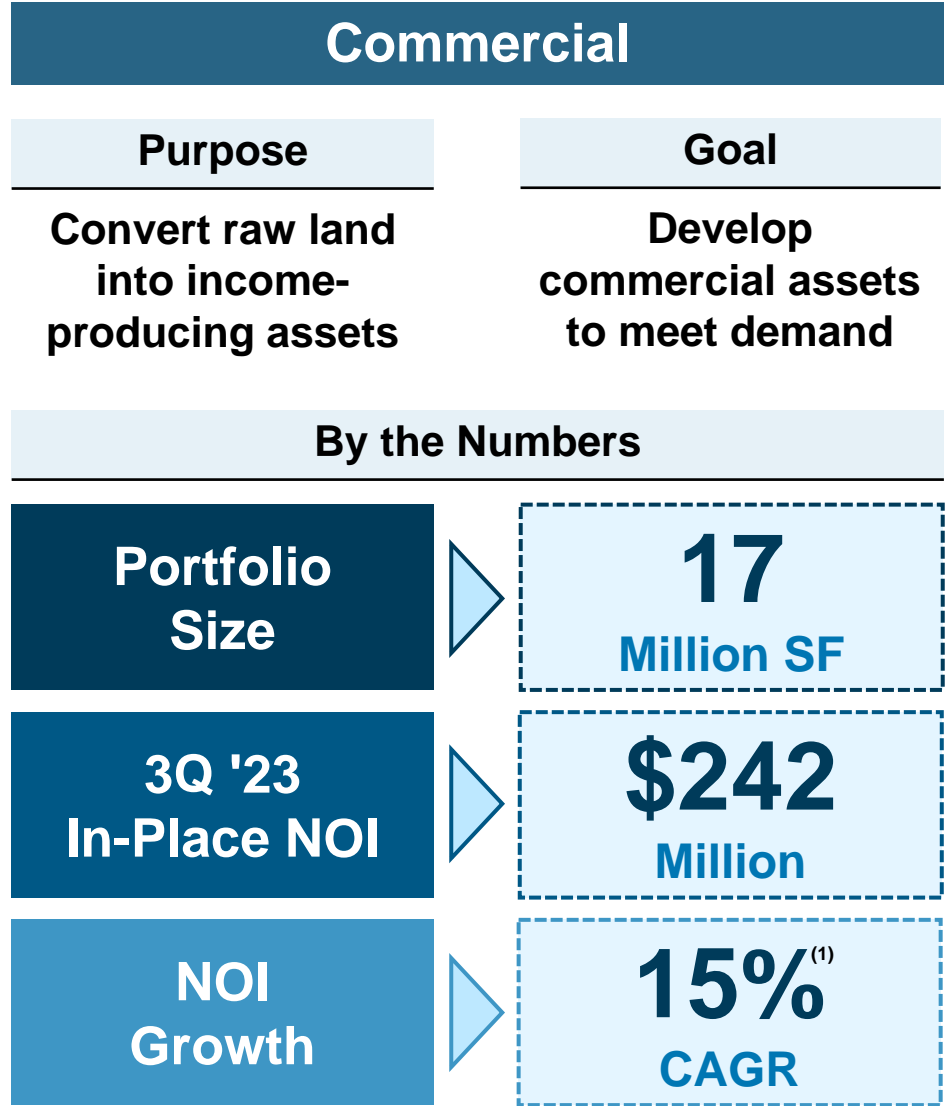 Commercial
Purpose
Convert raw land
into income-
producing assets
Goal
Develop
commercial assets
to meet demand
By the Numbers
Portfolio
Size
17
Million SF
3Q '23
In-Place NOI
$242
Million
NOI
Growth
15%(1)
CAGR